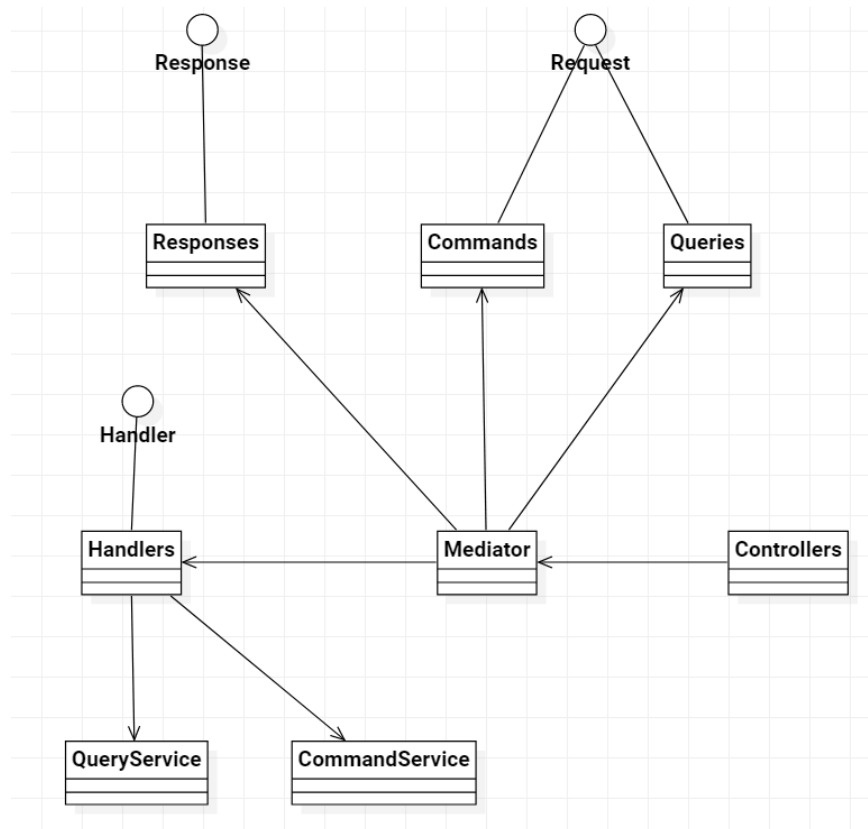 Response
Request
Responses
Commands
Queries
Handler
Handlers
Mediator
Controllers
QueryService
CommandService